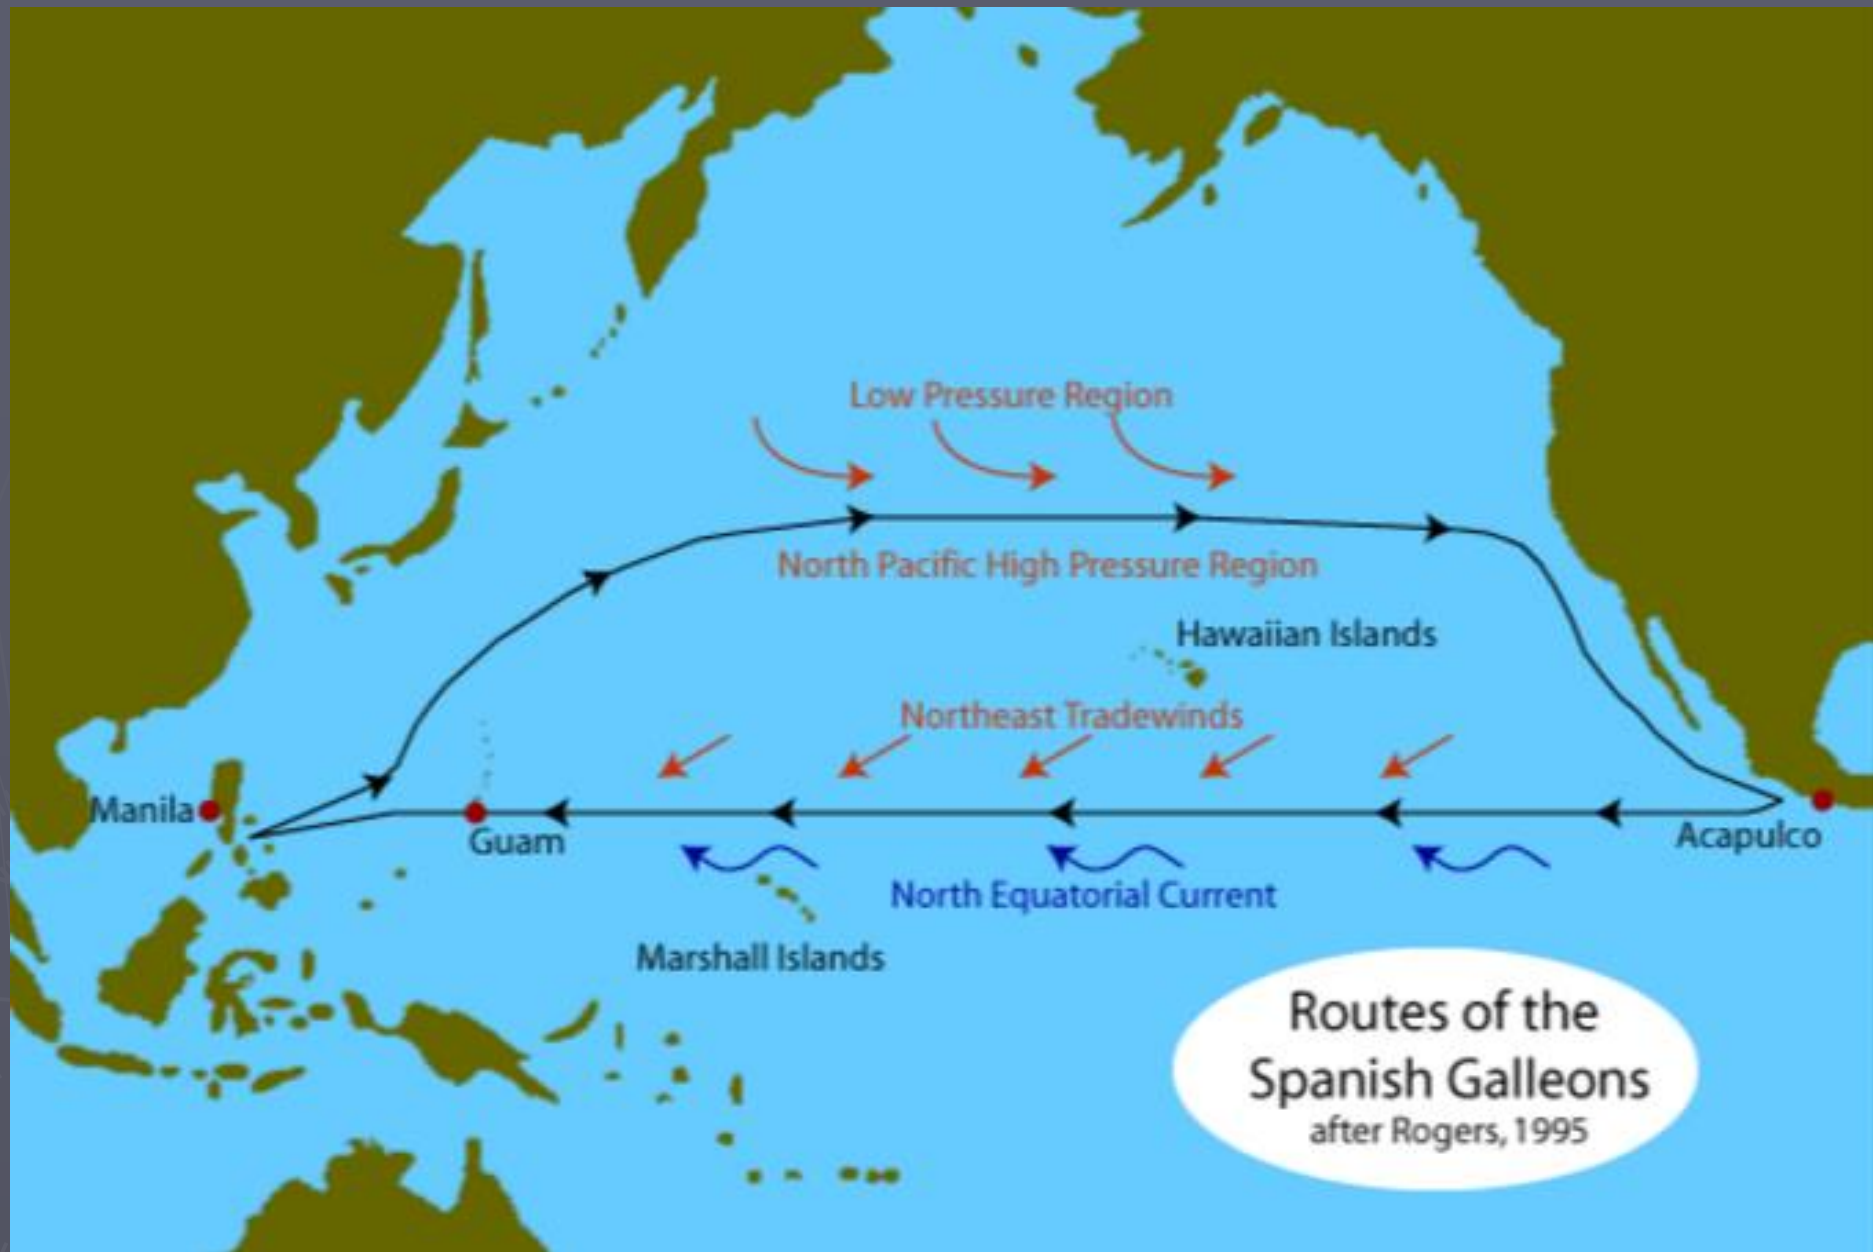 Low Pressure Region
North Pacific High Pressure Region
Hawaiian Islands
Northeast Tradewinds
Manila
Guam
Acapulco
North Equatorial Current
Marshall Islands
Routes of the
Spanish Galleons
after Rogers, 1995